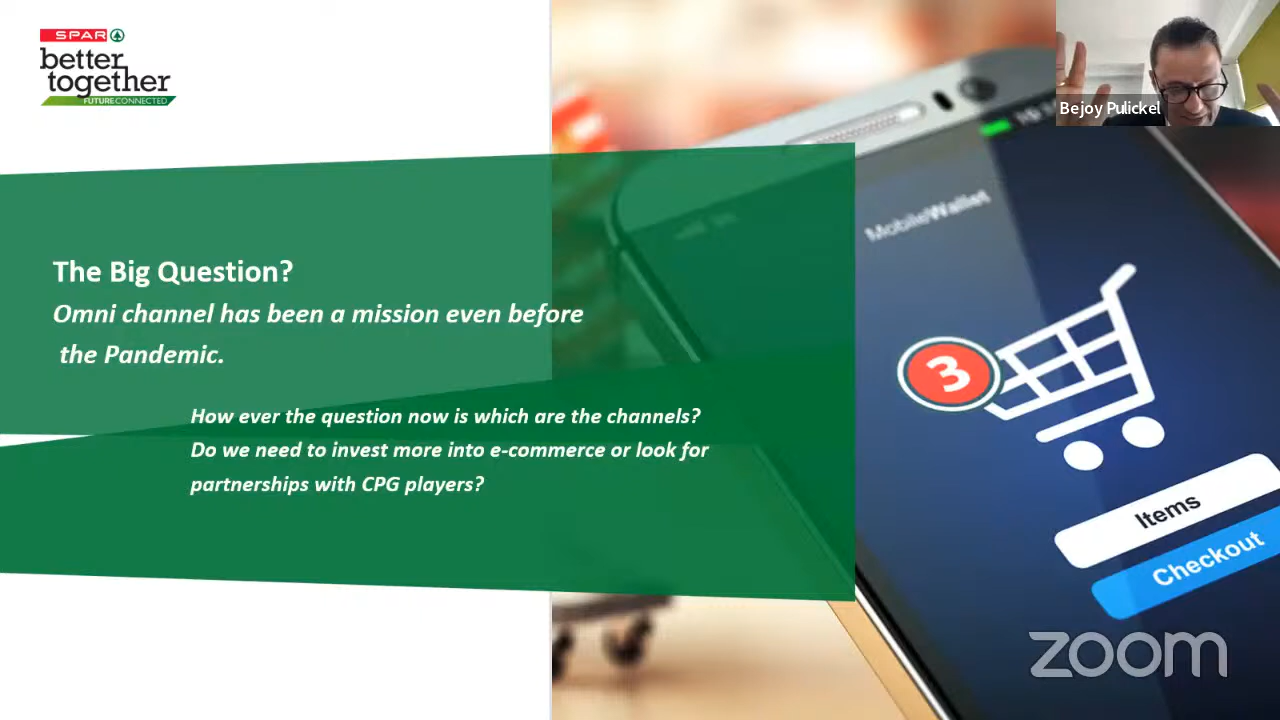 SPAR
better
together
FUTURECONNECTED
Bejoy Pulickel
MobileWallet
The Big Question?
Omni channel has been a mission even before
the Pandemic.
How ever the question now is which are the channels?
Do we need to invest more into e-commerce or look for
partnerships with CPG players?
3
Items
Checkout
zoom